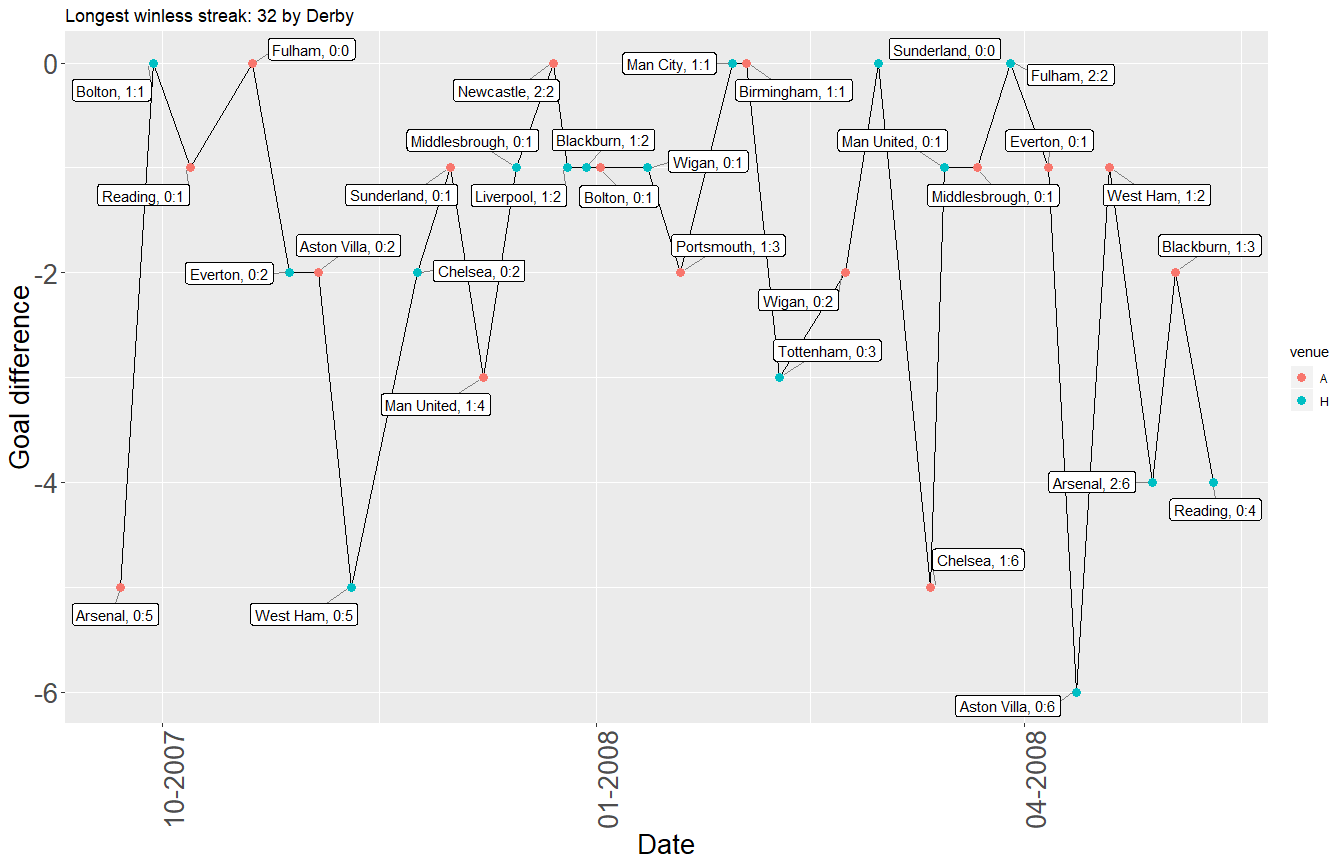 Longest winless streak: 32 by Derby
Goal difference
0
-2
-4
-6
Arsenal, 0:5
Bolton, 1:1
Reading, 0:1
Fulham, 0:0
Everton, 0:2
Aston Villa, 0:2
West Ham, 0:5
Chelsea, 0:2
Sunderland, 0:1
Man United, 1:4
Middlesbrough, 0:1
Newcastle, 2:2
Liverpool, 1:2
Blackburn, 1:2
Bolton, 0:1
Wigan, 0:1
Portsmouth, 1:3
Man City, 1:1
Birmingham, 1:1
Tottenham, 0:3
Wigan, 0:2
Sunderland, 0:0
Chelsea, 1:6
Man United, 0:1
Middlesbrough, 0:1
Fulham, 2:2
Everton, 0:1
Aston Villa, 0:6
West Ham, 1:2
Arsenal, 2:6
Blackburn, 1:3
Reading, 0:4
10-2007
01-2008
04-2008
Date
venue
A
H